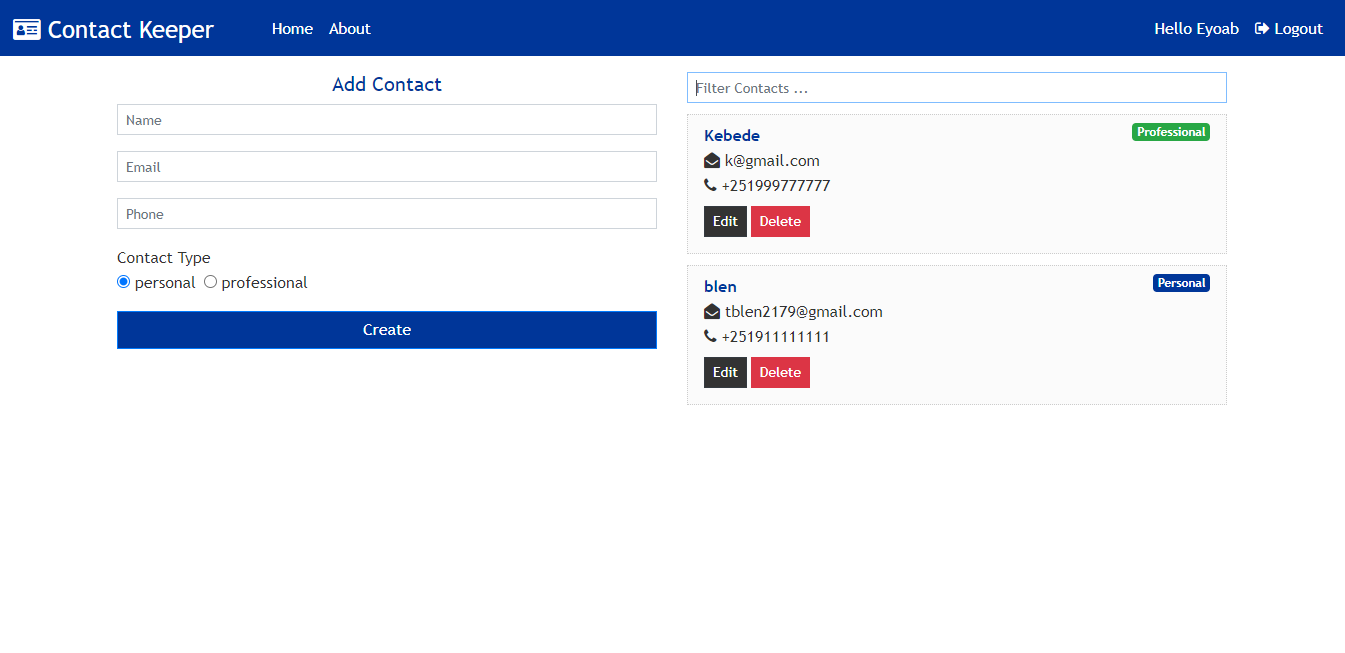 Contact Keeper Home About Hello Eyoab Logout
Add Contact
Name
Email
Phone
Contact Type
personal professional
Create
Filter Contacts ...
Kebede Professional
k@gmail.com
+251999777777
Edit Delete
blen Personal
tblen2179@gmail.com
+251911111111
Edit Delete